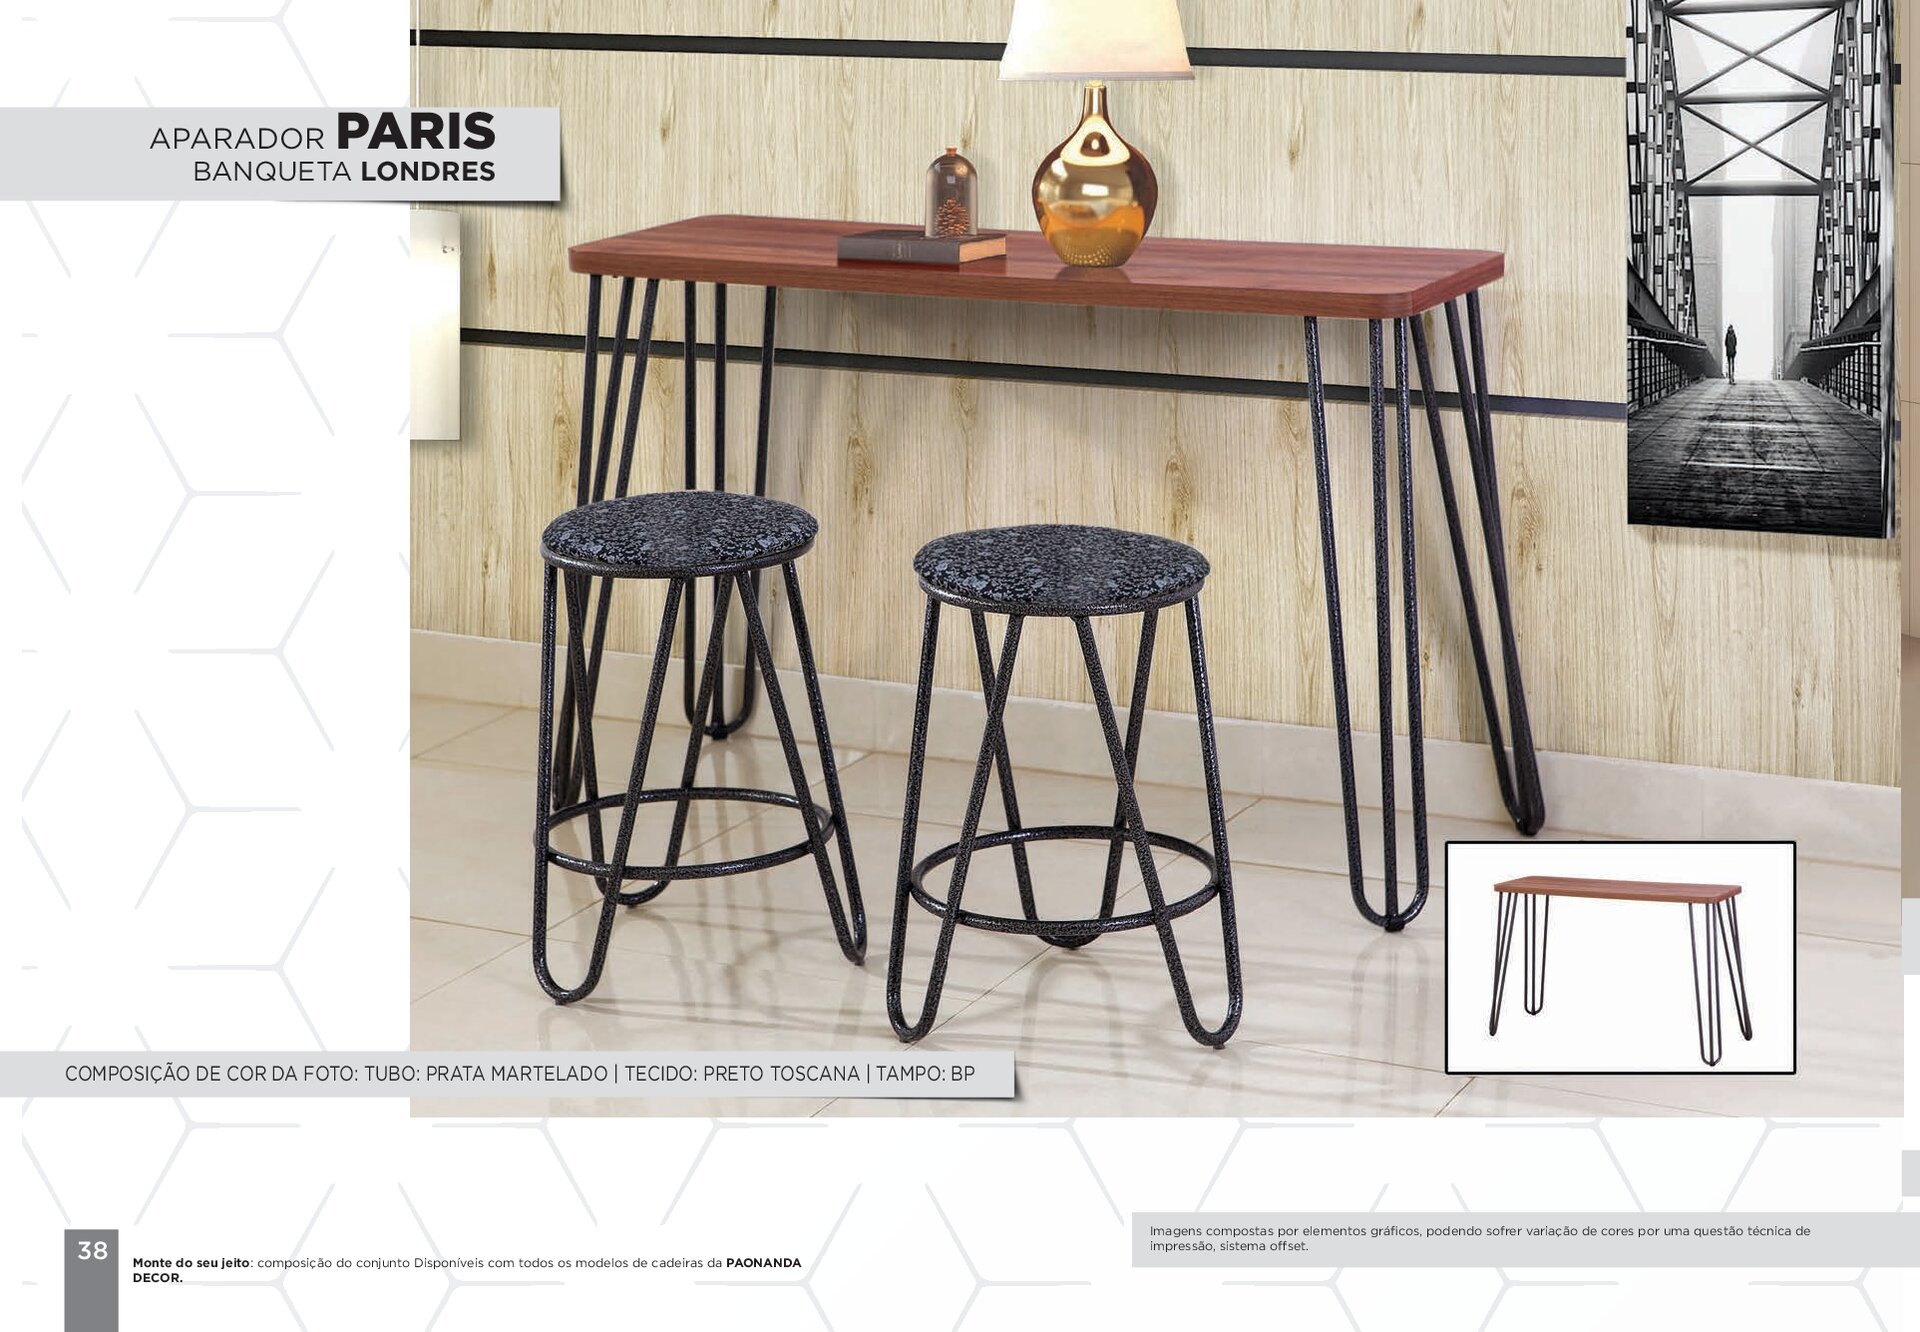 APARADOR PARIS
BANQUETA LONDRES
COMPOSIÇÃO DE COR DA FOTO: TUBO: PRATA MARTELADO | TECIDO: PRETO TOSCANA | TAMPO: BP
38
Monte do seu jeito: composição do conjunto Disponíveis com todos os modelos de cadeiras da PAONANDA
DECOR.
Imagens compostas por elementos gráficos, podendo sofrer variação de cores por uma questão técnica de
impressão, sistema offset.